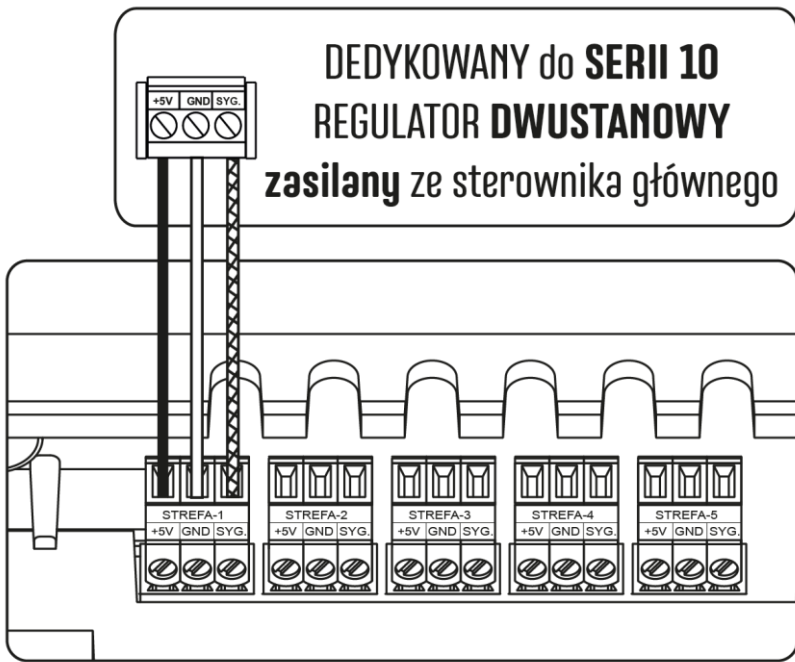 +5V GND SYG.
DEDYKOWANY do SERII 10
REGULATOR DWUSTANOWY
zasilany ze sterownika głównego
STREFA-1
+5V GND SYG.
STREFA-2
+5V GND SYG.
STREFA-3
+5V GND SYG.
STREFA-4
+5V GND SYG.
STREFA-5
+5V GND SYG.